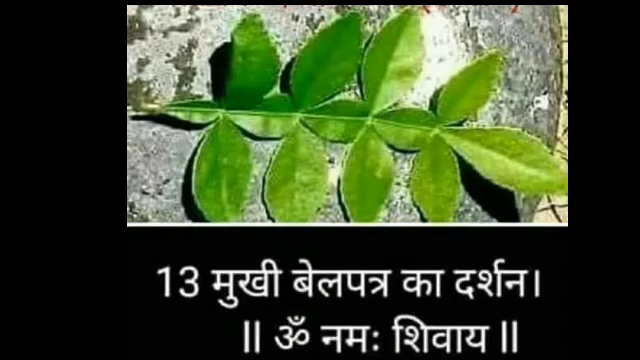 13 मुखी बेलपत्र का दर्शन।
|| ॐ नमः शिवाय ||